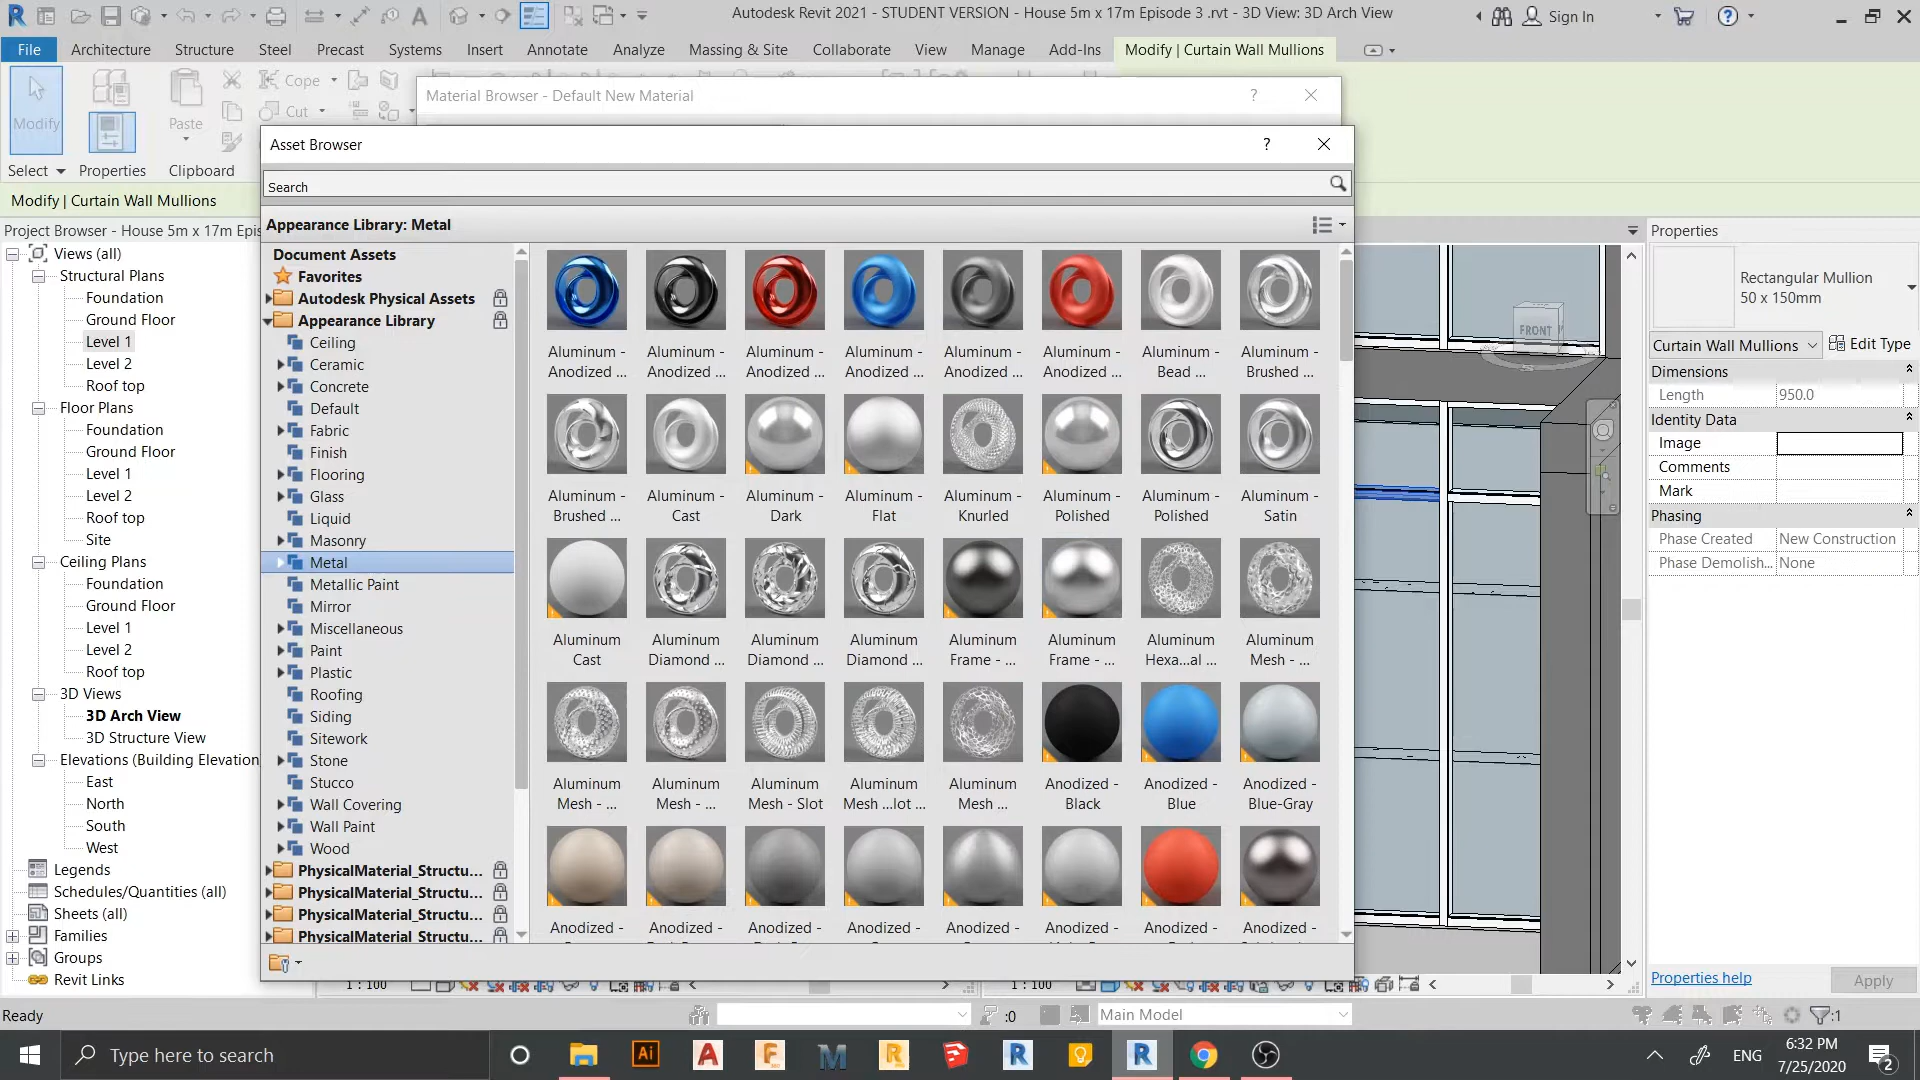 Autodesk Revit 2021 - STUDENT VERSION - House 5m x 17m Episode 3 .rvt - 3D View: 3D Arch View
Sign In
File Architecture Structure Steel Precast Systems Insert Annotate Analyze Massing & Site Collaborate View Manage Add-Ins Modify | Curtain Wall Mullions
Modify
Paste
Cope
Cut
Select Properties Clipboard
Modify | Curtain Wall Mullions
Material Browser - Default New Material
Asset Browser
Search
Appearance Library: Metal
Project Browser - House 5m x 17m Epis
Views (all)
Structural Plans
Foundation
Ground Floor
Level 1
Level 2
Roof top
Floor Plans
Foundation
Ground Floor
Level 1
Level 2
Roof top
Site
Ceiling Plans
Foundation
Ground Floor
Level 1
Level 2
Roof top
3D Views
3D Arch View
3D Structure View
Elevations (Building Elevation
East
North
South
West
Legends
Schedules/Quantities (all)
Sheets (all)
Families
Groups
Revit Links
Document Assets
Favorites
Autodesk Physical Assets
Appearance Library
Ceiling
Ceramic
Concrete
Default
Fabric
Finish
Flooring
Glass
Liquid
Masonry
Metal
Metallic Paint
Mirror
Miscellaneous
Paint
Plastic
Roofing
Siding
Sitework
Stone
Stucco
Wall Covering
Wall Paint
Wood
PhysicalMaterial_Structu...
PhysicalMaterial_Structu...
PhysicalMaterial_Structu...
PhysicalMaterial_Structu...
Aluminum - Aluminum - Aluminum - Aluminum - Aluminum - Aluminum - Aluminum - Aluminum -
Anodized ... Anodized ... Anodized ... Anodized ... Anodized ... Anodized ... Bead ... Brushed ...
Aluminum - Aluminum - Aluminum - Aluminum - Aluminum - Aluminum - Aluminum - Aluminum -
Brushed ... Cast Dark Flat Knurled Polished Polished Satin
Aluminum Aluminum Aluminum Aluminum Aluminum Aluminum Aluminum Aluminum
Cast Diamond ... Diamond ... Diamond ... Frame - ... Frame - ... Hexa...al ... Mesh - ...
Aluminum Aluminum Aluminum Aluminum Aluminum Anodized - Anodized - Anodized -
Mesh - ... Mesh - ... Mesh - Slot Mesh ...lot ... Mesh ... Black Blue Blue-Gray
Anodized - Anodized - Anodized - Anodized - Anodized - Anodized - Anodized - Anodized -
FRONT
Properties
Rectangular Mullion
50 x 150mm
Curtain Wall Mullions Edit Type
Dimensions
Length 950.0
Identity Data
Image
Comments
Mark
Phasing
Phase Created New Construction
Phase Demolish... None
Properties help Apply
1 : 100
1 : 100
Ready
:0
Main Model
:1
Type here to search
ENG
6:32 PM
7/25/2020
2